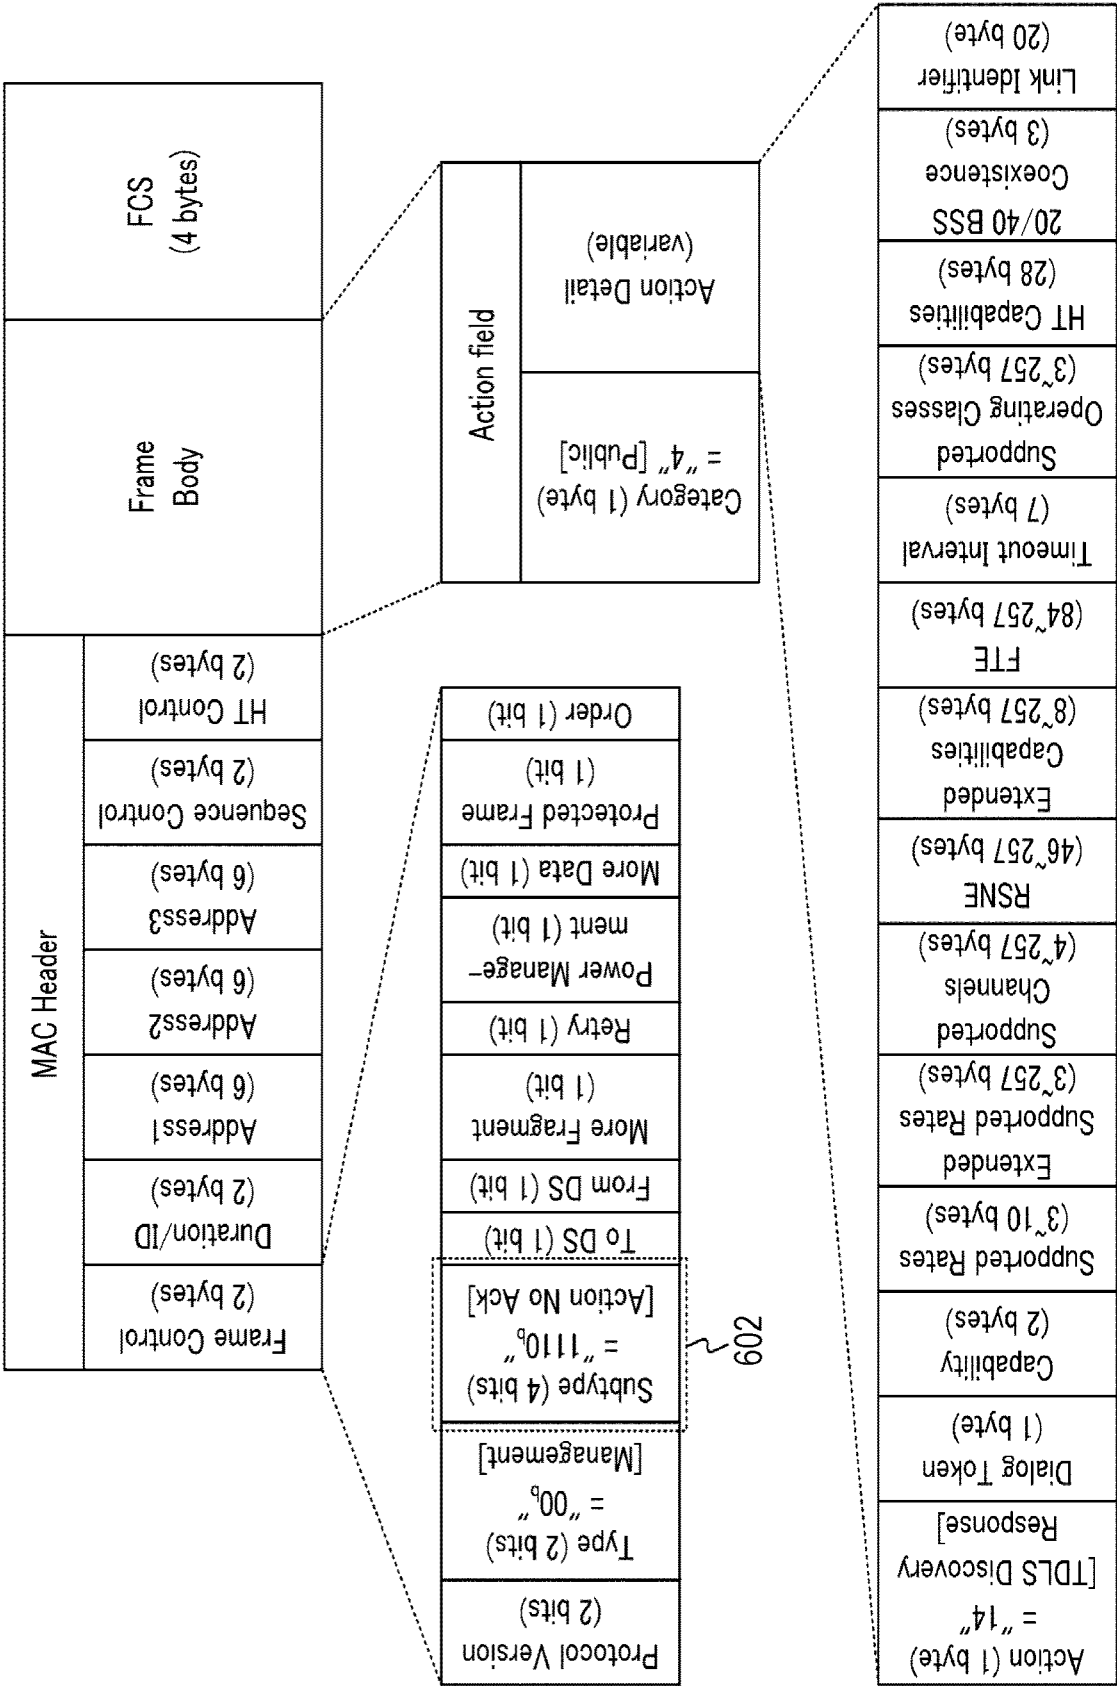 MAC Header
Frame Control
(2 bytes)
Duration/ID
(2 bytes)
Address1
(6 bytes)
Address2
(6 bytes)
Address3
(6 bytes)
Sequence Control
(2 bytes)
HT Control
(2 bytes)
Frame
Body
FCS
(4 bytes)
Protocol Version
(2 bits)
Type (2 bits)
= "00b"
[Management]
Subtype (4 bits)
= "1110b"
[Action No Ack]
To DS (1 bit)
From DS (1 bit)
More Fragment
(1 bit)
Retry (1 bit)
Power Manage-
ment (1 bit)
More Data (1 bit)
Protected Frame
(1 bit)
Order (1 bit)
602
Action field
Category (1 byte)
= "4" [Public]
Action Detail
(variable)
Action (1 byte)
= "14"
[TDLS Discovery
Response]
Dialog Token
(1 byte)
Capability
(2 bytes)
Supported Rates
(3~10 bytes)
Extended
Supported Rates
(3~257 bytes)
Supported
Channels
(4~257 bytes)
RSNE
(46~257 bytes)
Extended
Capabilities
(8~257 bytes)
FTE
(84~257 bytes)
Timeout Interval
(7 bytes)
Supported
Operating Classes
(3~257 bytes)
HT Capabilities
(28 bytes)
20/40 BSS
Coexistence
(3 bytes)
Link Identifier
(20 byte)